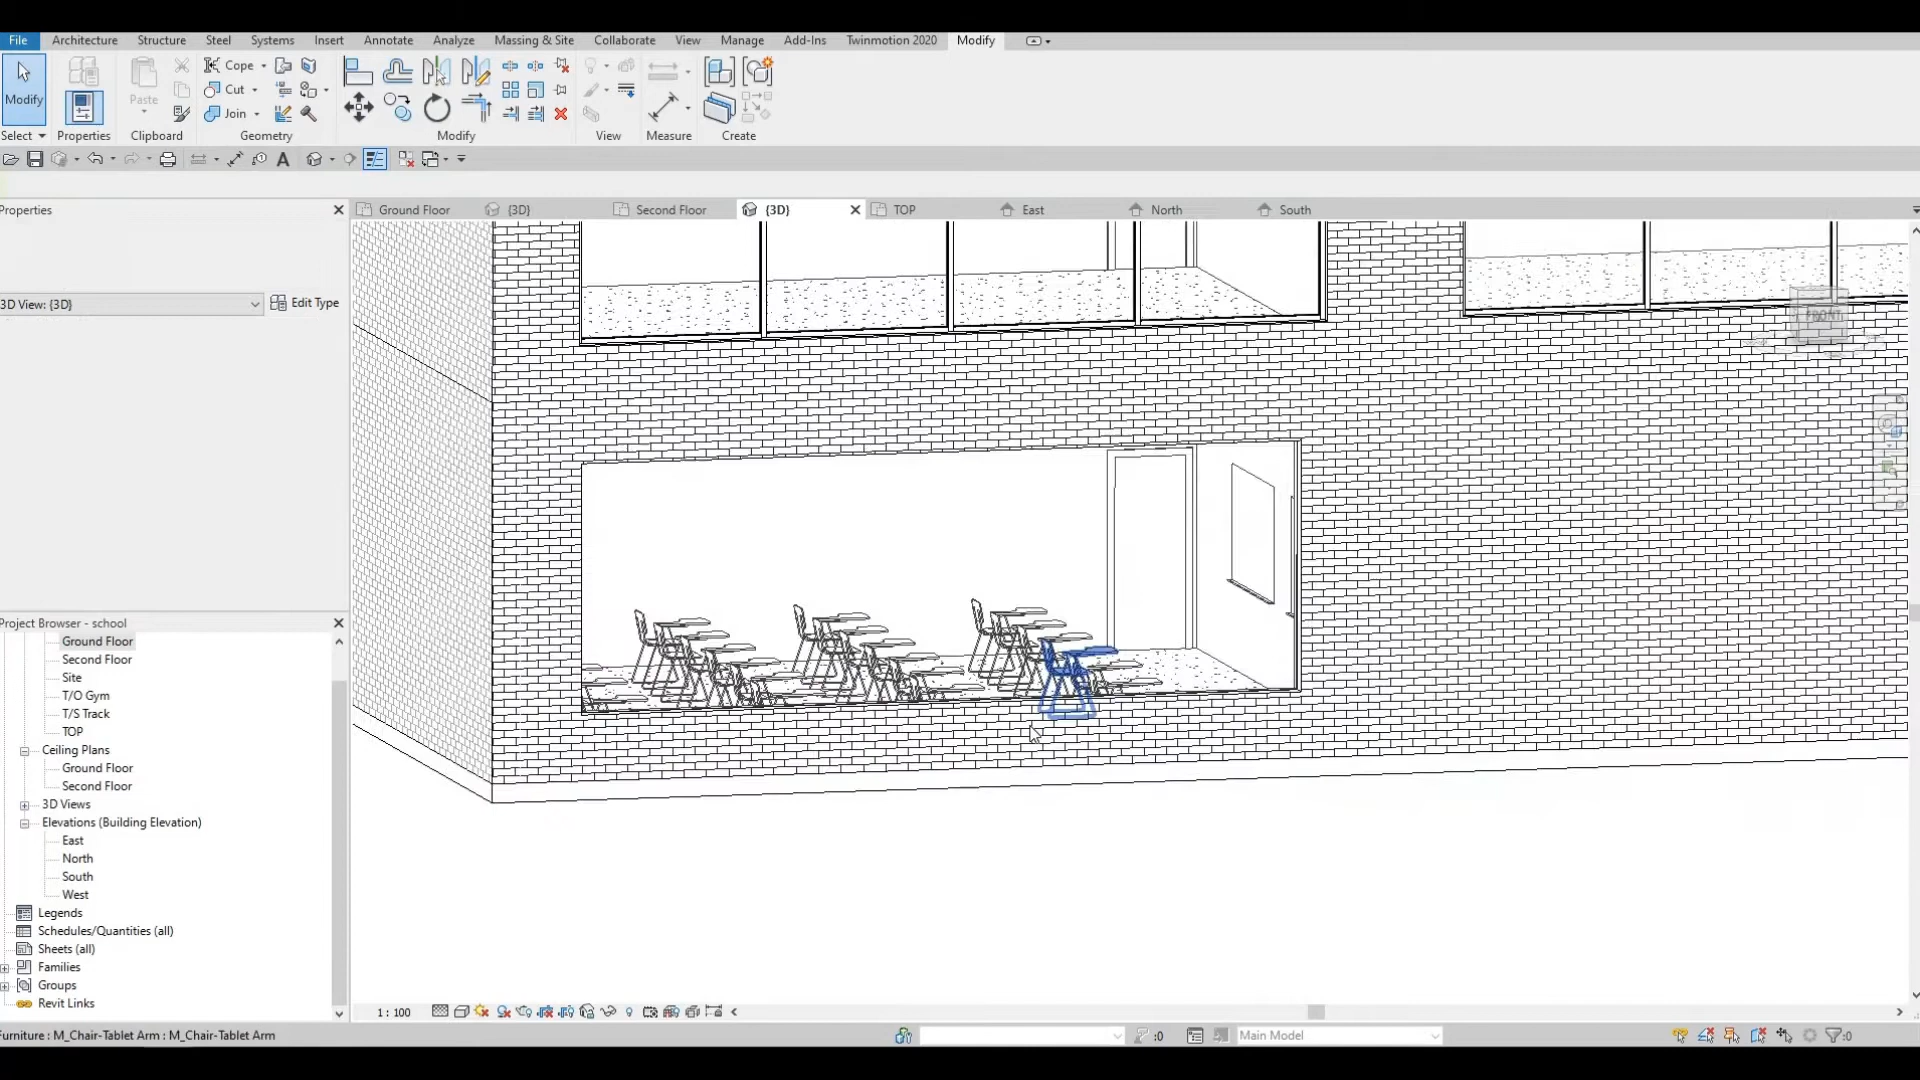 File Architecture Structure Steel Systems Insert Annotate Analyze Massing & Site Collaborate View Manage Add-Ins Twinmotion 2020 Modify
Modify
Paste
Cope
Cut
Join
Select Properties Clipboard Geometry Modify View Measure Create
A
Properties
Ground Floor {3D} Second Floor {3D} TOP East North South
3D View: {3D} Edit Type
FRONT
Project Browser - school
Ground Floor
Second Floor
Site
T/O Gym
T/S Track
TOP
Ceiling Plans
Ground Floor
Second Floor
3D Views
Elevations (Building Elevation)
East
North
South
West
Legends
Schedules/Quantities (all)
Sheets (all)
Families
Groups
Revit Links
1 : 100
Furniture : M_Chair-Tablet Arm : M_Chair-Tablet Arm :0 Main Model :0